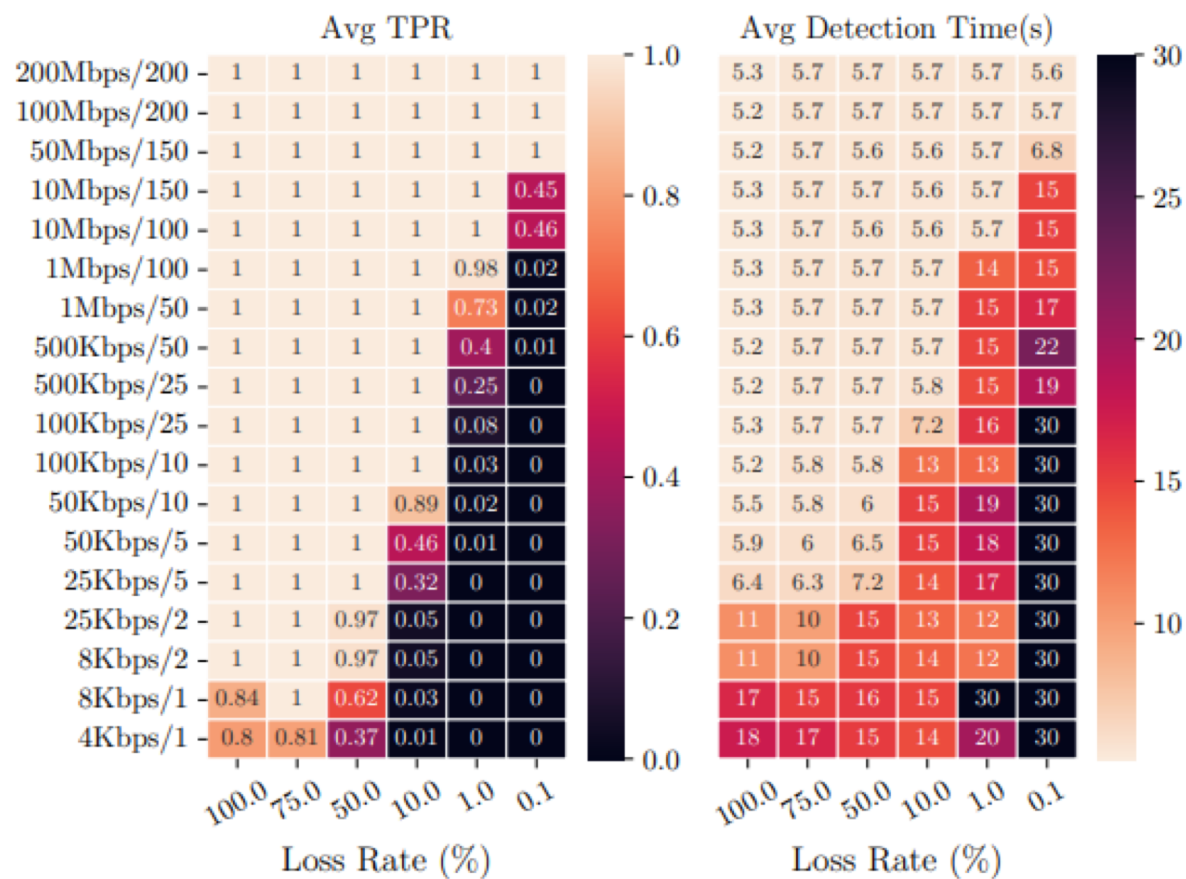 Avg TPR
200Mbps/200 1 1 1 1 1 1
100Mbps/200 1 1 1 1 1 1
50Mbps/150 1 1 1 1 1 1
10Mbps/150 1 1 1 1 1 0.45
10Mbps/100 1 1 1 1 1 0.46
1Mbps/100 1 1 1 1 0.98 0.02
1Mbps/50 1 1 1 1 0.73 0.02
500Kbps/50 1 1 1 1 0.4 0.01
500Kbps/25 1 1 1 1 0.25 0
100Kbps/25 1 1 1 1 0.08 0
100Kbps/10 1 1 1 1 0.03 0
50Kbps/10 1 1 1 0.89 0.02 0
50Kbps/5 1 1 1 0.46 0.01 0
25Kbps/5 1 1 1 0.32 0 0
25Kbps/2 1 1 0.97 0.05 0 0
8Kbps/2 1 1 0.97 0.05 0 0
8Kbps/1 0.84 1 0.62 0.03 0 0
4Kbps/1 0.8 0.81 0.37 0.01 0 0
100.0 75.0 50.0 10.0 1.0 0.1
Loss Rate (%)
1.0
0.8
0.6
0.4
0.2
0.0
Avg Detection Time(s)
5.3 5.7 5.7 5.7 5.7 5.6
5.2 5.7 5.7 5.7 5.7 5.7
5.2 5.7 5.6 5.6 5.7 6.8
5.3 5.7 5.7 5.6 5.7 15
5.3 5.7 5.6 5.6 5.7 15
5.3 5.7 5.7 5.7 14 15
5.3 5.7 5.7 5.7 15 17
5.2 5.7 5.7 5.7 15 22
5.2 5.7 5.7 5.8 15 19
5.3 5.7 5.7 7.2 16 30
5.2 5.8 5.8 13 13 30
5.5 5.8 6 15 19 30
5.9 6 6.5 15 18 30
6.4 6.3 7.2 14 17 30
11 10 15 13 12 30
11 10 15 14 12 30
17 15 16 15 30 30
18 17 15 14 20 30
100.0 75.0 50.0 10.0 1.0 0.1
Loss Rate (%)
30
25
20
15
10